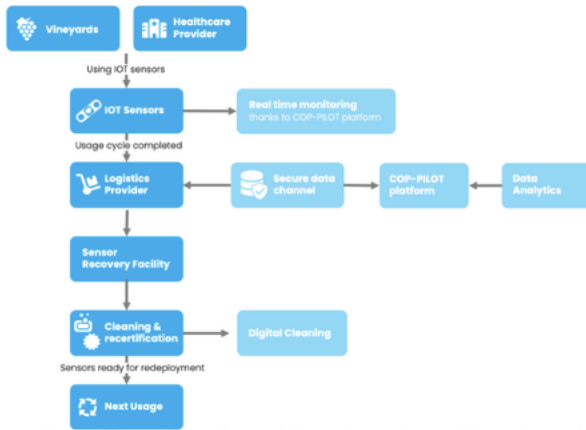 Vineyards
Healthcare
Provider
Using IOT sensors
IOT Sensors
Real time monitoring
thanks to COP-PILOT platform
Usage cycle completed
Logistics
Provider
Secure data
channel
COP-PILOT
platform
Data
Analytics
Sensor
Recovery Facility
Cleaning &
recertification
Digital Cleaning
Sensors ready for redeployment
Next Usage